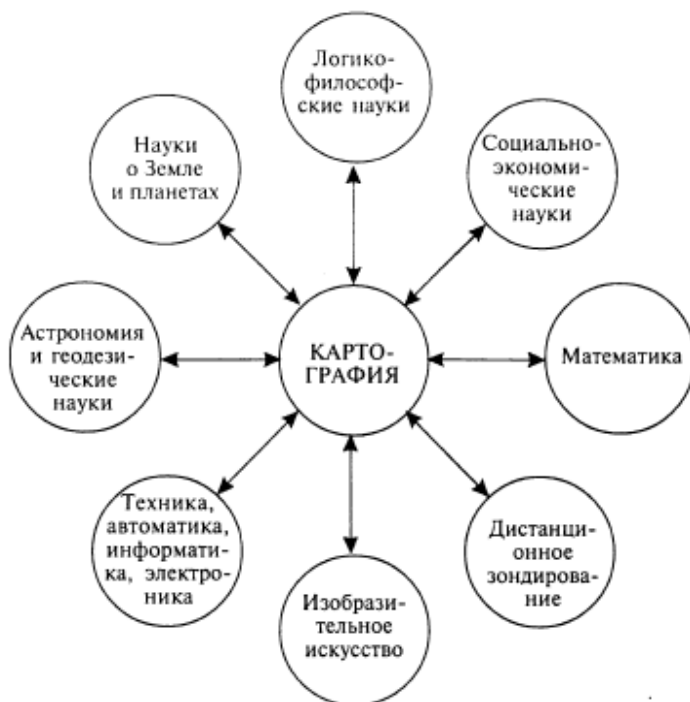 Логико-
философ-
ские науки
Науки
о Земле
и планетах
Социально-
экономи-
ческие
науки
Астрономия
и геодези-
ческие
науки
КАРТО-
ГРАФИЯ
Математика
Техника,
автоматика,
информати-
ка, электро-
ника
Изобрази-
тельное
искусство
Дистанци-
онное
зондирова-
ние